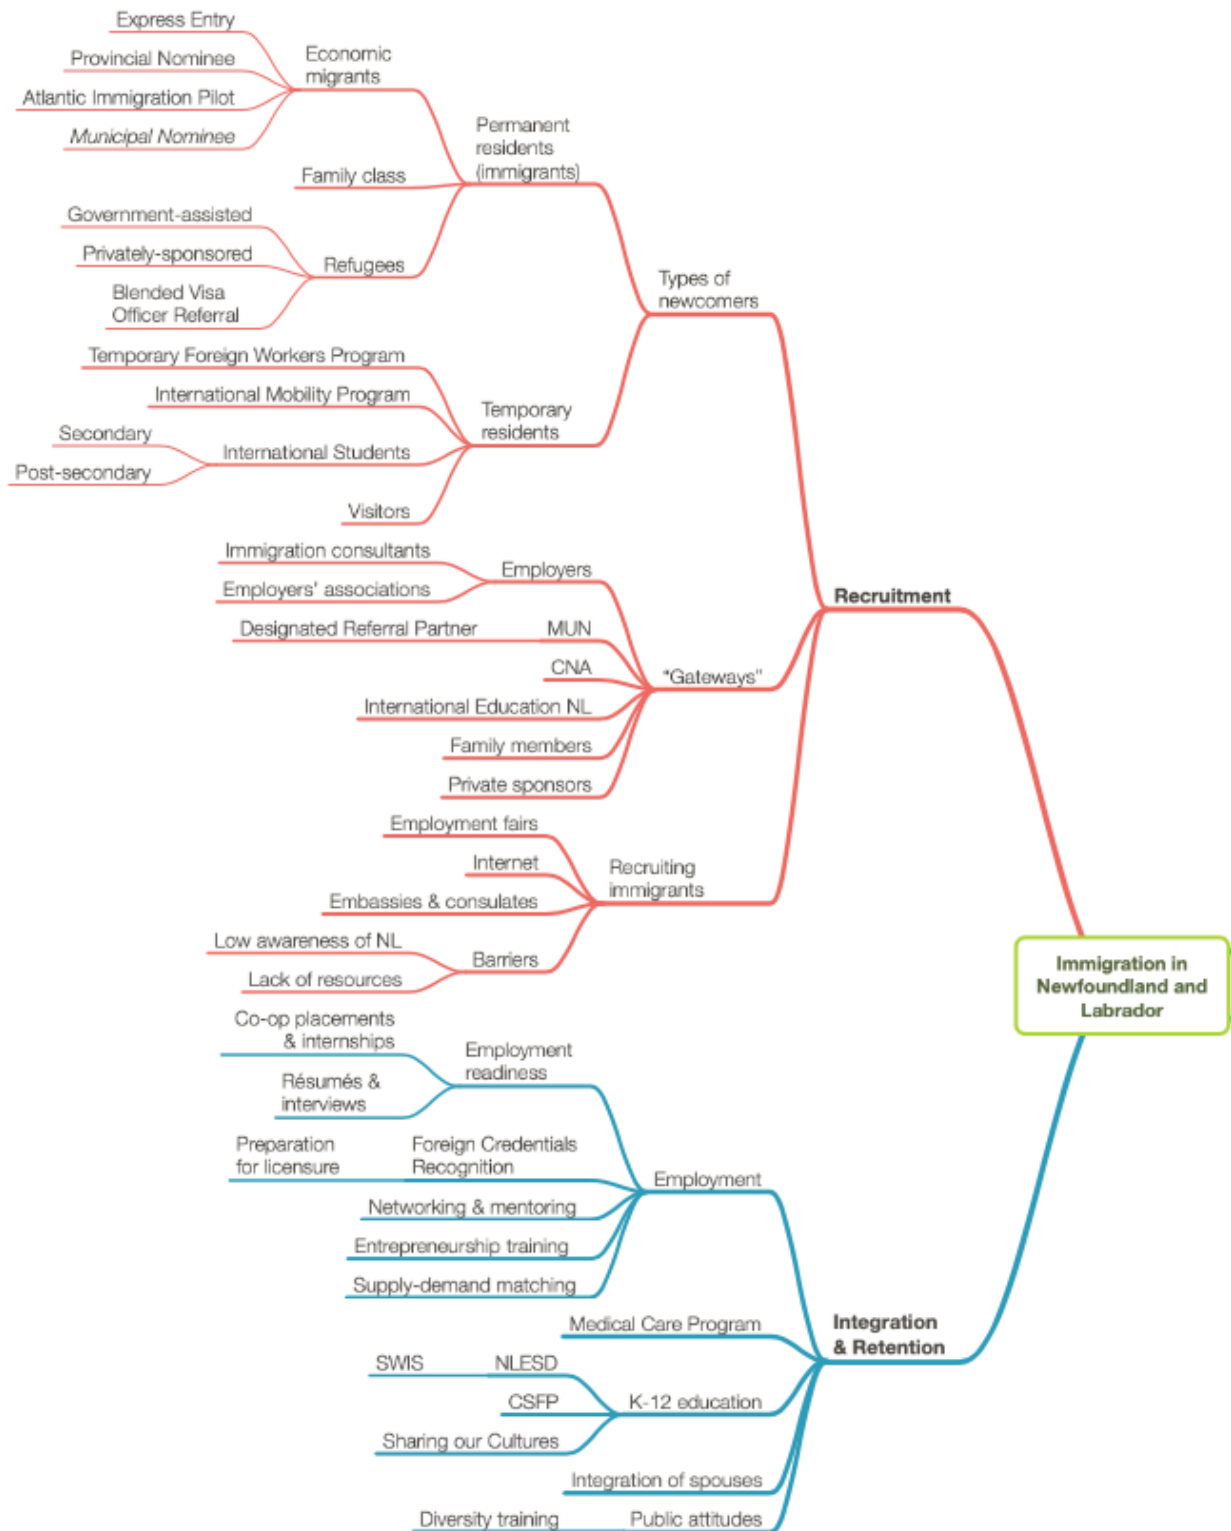 Express Entry
Provincial Nominee
Atlantic Immigration Pilot
Municipal Nominee
Economic
migrants
Family class
Government-assisted
Privately-sponsored
Blended Visa
Officer Referral
Refugees
Permanent
residents
(immigrants)
Temporary Foreign Workers Program
International Mobility Program
Secondary
Post-secondary
International Students
Visitors
Temporary
residents
Types of
newcomers
Immigration consultants
Employers' associations
Employers
Designated Referral Partner
MUN
CNA
International Education NL
Family members
Private sponsors
"Gateways"
Employment fairs
Internet
Embassies & consulates
Low awareness of NL
Lack of resources
Barriers
Recruiting
immigrants
Recruitment
Immigration in
Newfoundland and
Labrador
Co-op placements
& internships
Résumés &
interviews
Employment
readiness
Preparation
for licensure
Foreign Credentials
Recognition
Networking & mentoring
Entrepreneurship training
Supply-demand matching
Employment
Medical Care Program
SWIS
NLESD
CSFP
Sharing our Cultures
K-12 education
Integration of spouses
Diversity training
Public attitudes
Integration
& Retention